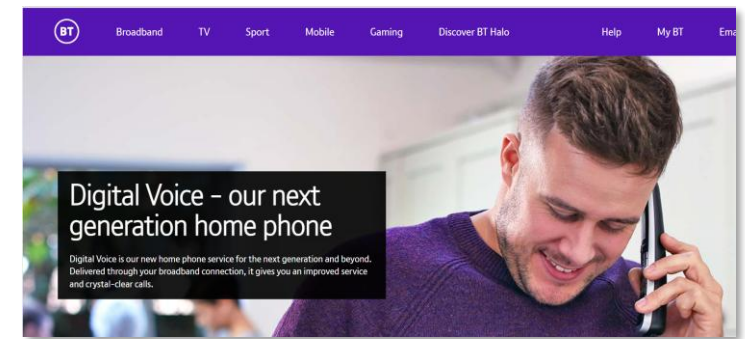 BT
Broadband TV Sport Mobile Gaming Discover BT Halo Help My BT
Digital Voice – our next
generation home phone
Digital Voice is our new home phone service for the next generation and beyond.
Delivered through your broadband connection, it gives you an improved service
and crystal-clear calls.